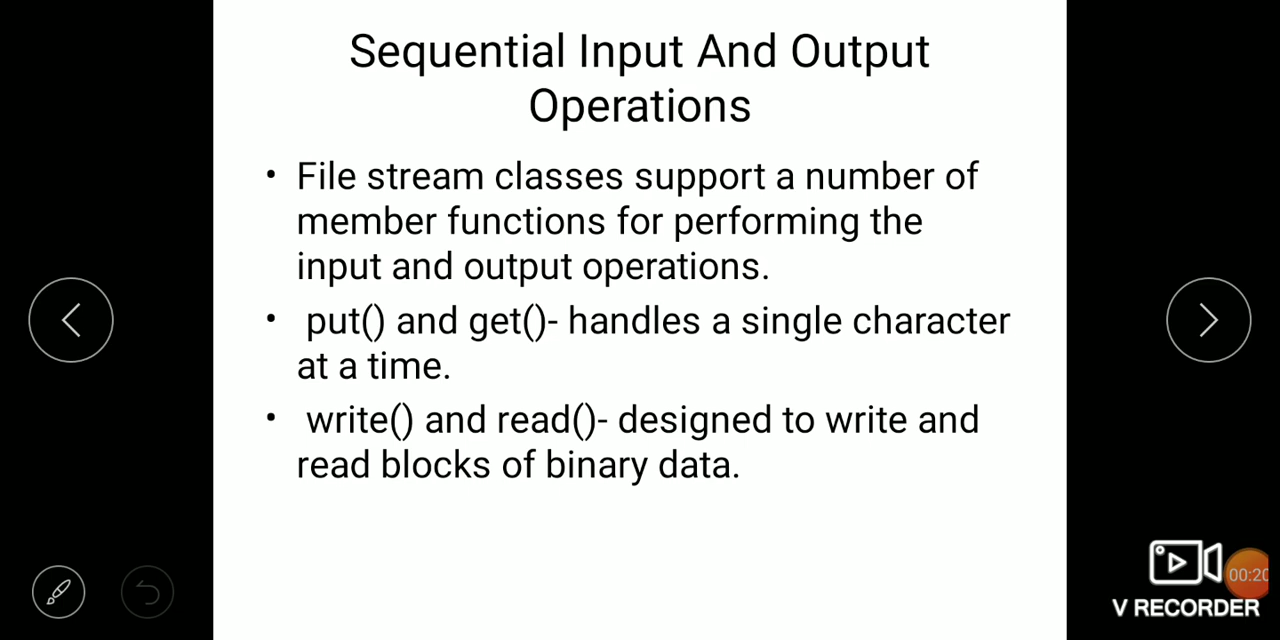 Sequential Input And Output
Operations
• File stream classes support a number of
member functions for performing the
input and output operations.
• put() and get()- handles a single character
at a time.
• write() and read()- designed to write and
read blocks of binary data.
00:20
V RECORDER